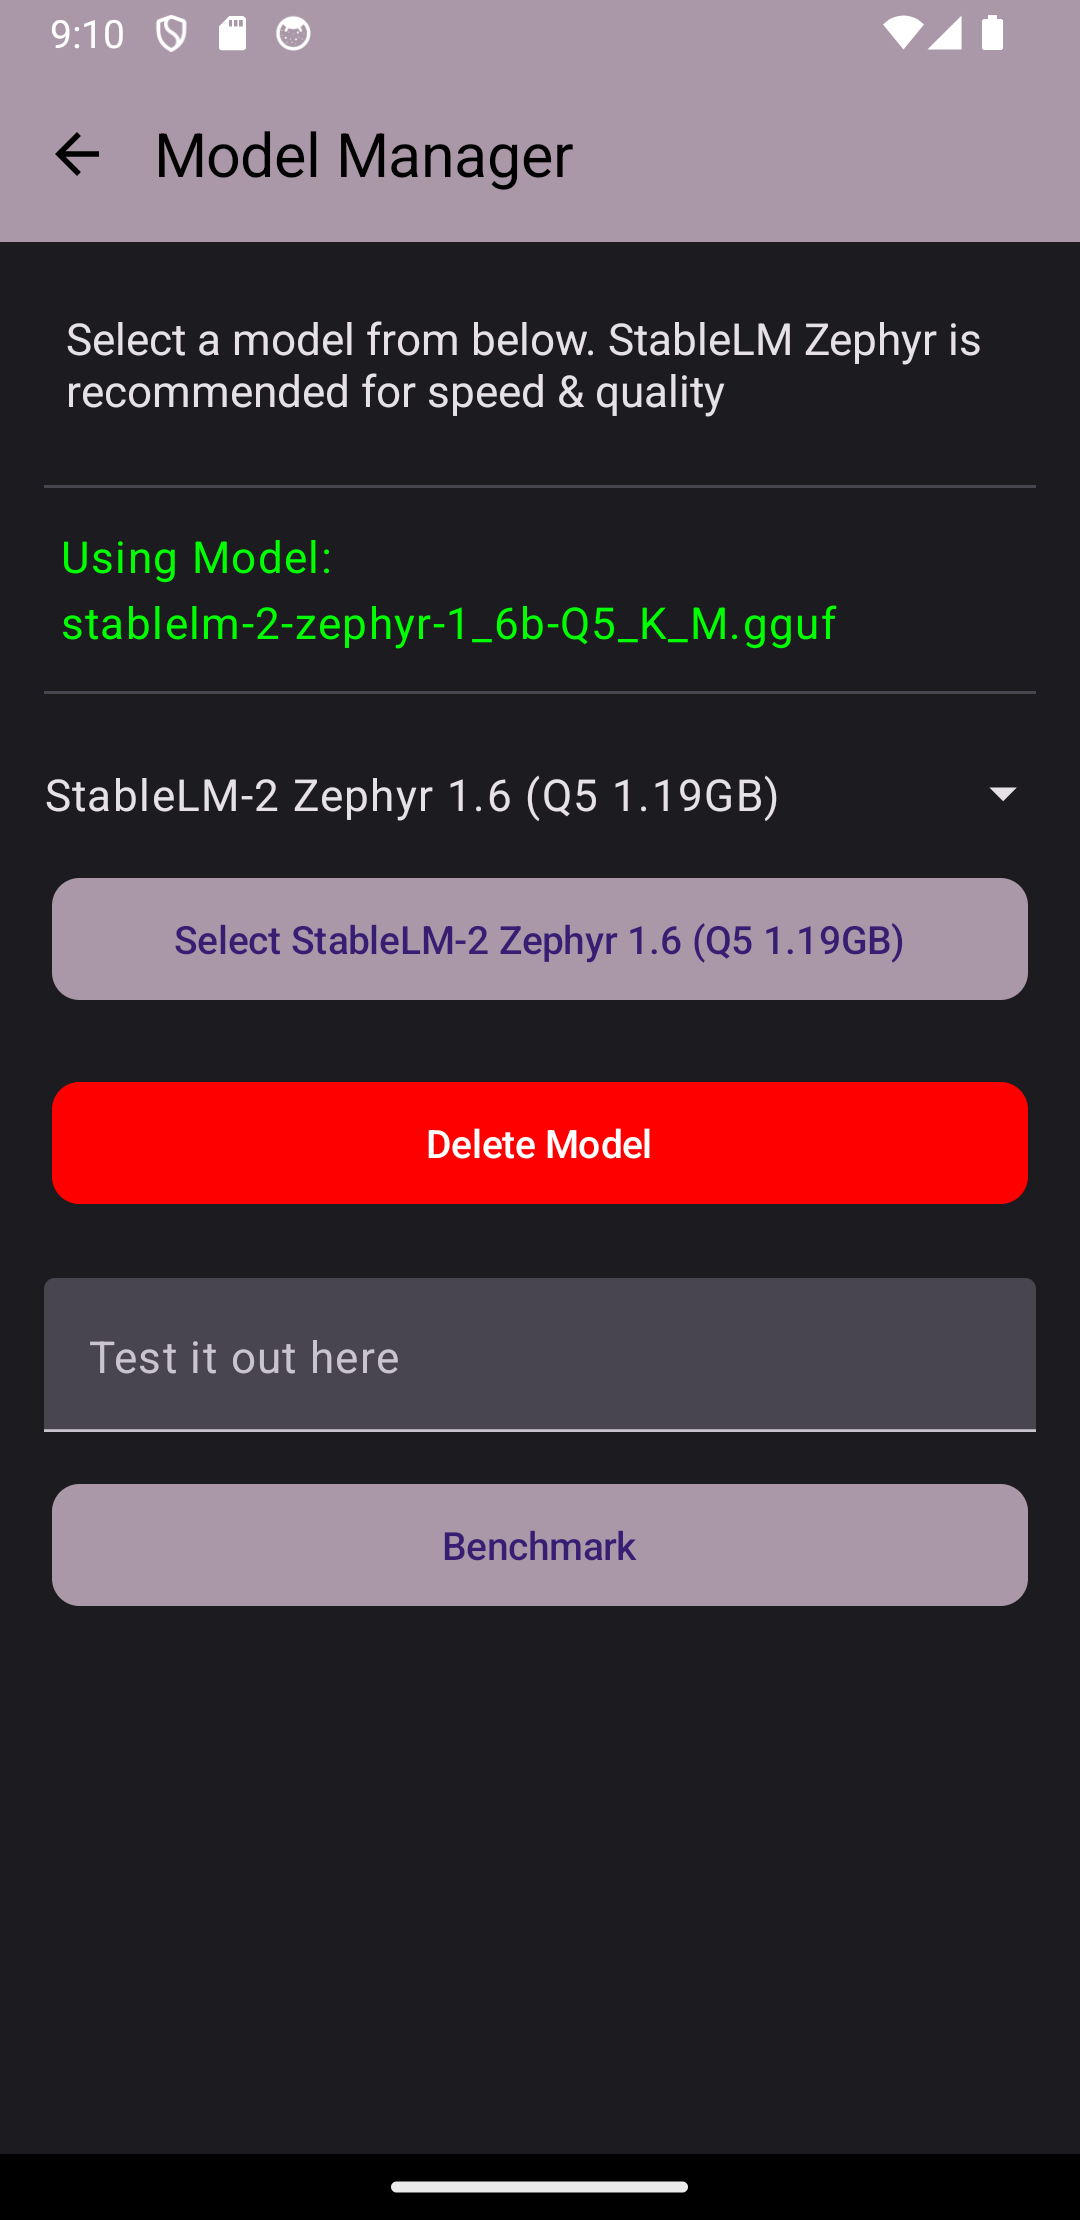 9:10
Model Manager
Select a model from below. StableLM Zephyr is
recommended for speed & quality
Using Model:
stablelm-2-zephyr-1_6b-Q5_K_M.gguf
StableLM-2 Zephyr 1.6 (Q5 1.19GB)
Select StableLM-2 Zephyr 1.6 (Q5 1.19GB)
Delete Model
Test it out here
Benchmark